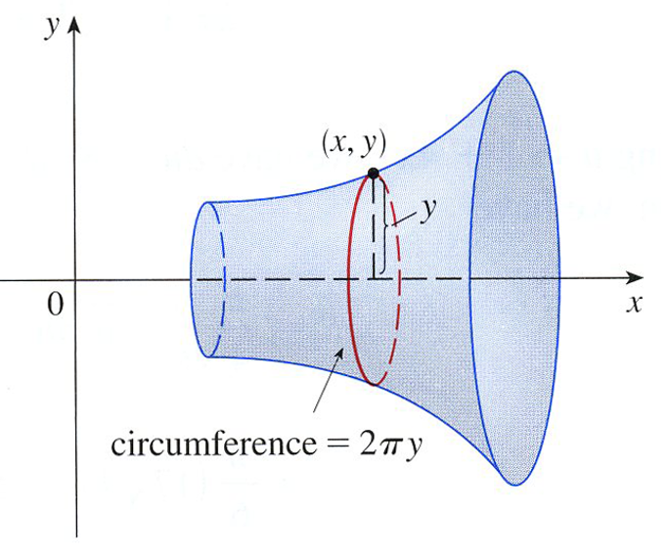 y
(x, y)
y
0
x
circumference = 2πy